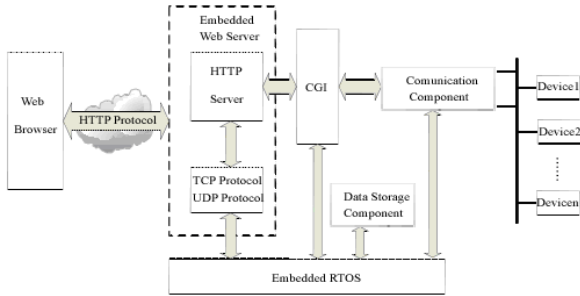 Embedded
Web Server
Web
Browser
HTTP Protocol
HTTP
Server
TCP Protocol
UDP Protocol
CGI
Comunication
Component
Data Storage
Component
Device1
Device2
Devicen
Embedded RTOS